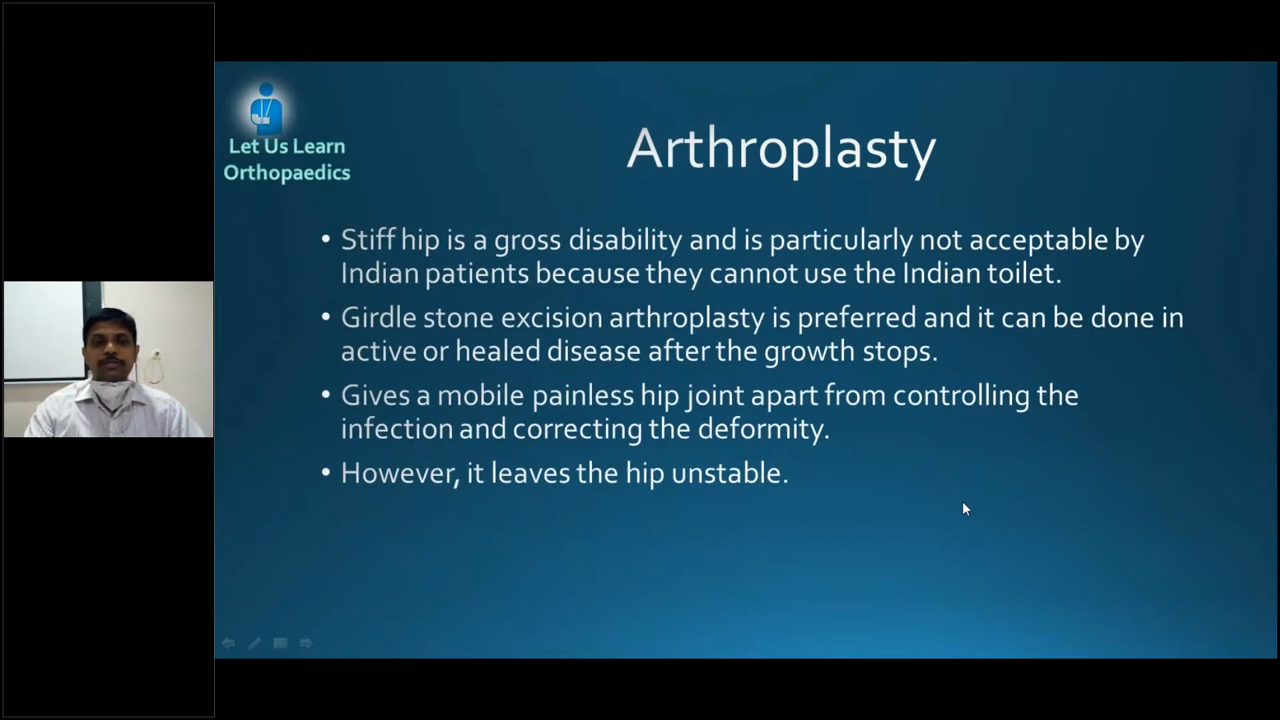 Let Us Learn
Orthopaedics
Arthroplasty
• Stiff hip is a gross disability and is particularly not acceptable by
Indian patients because they cannot use the Indian toilet.
• Girdle stone excision arthroplasty is preferred and it can be done in
active or healed disease after the growth stops.
• Gives a mobile painless hip joint apart from controlling the
infection and correcting the deformity.
• However, it leaves the hip unstable.